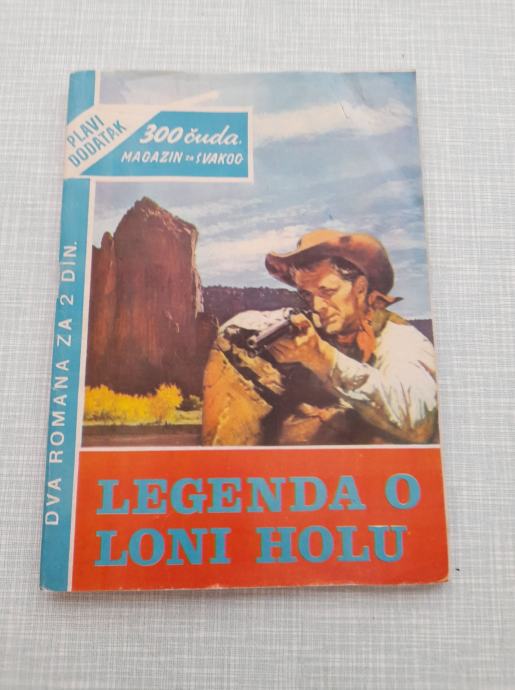 PLAVI
DODATAK
300 čuda.
MAGAZIN za SVAKOG
DVA ROMANA ZA 2 DIN.
LEGENDA O
LONI HOLU